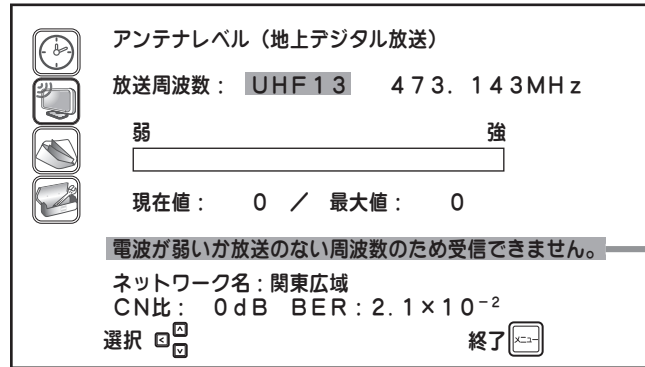 アンテナレベル（地上デジタル放送）
放送周波数： ＵＨＦ１３ ４７３．１４３ＭＨｚ
弱 強
現在値： ０ ／ 最大値： ０
電波が弱いか放送のない周波数のため受信できません。
ネットワーク名：関東広域
ＣＮ比： ０ｄＢ ＢＥＲ：２．１×１０⁻²
選択 終了 メニュー